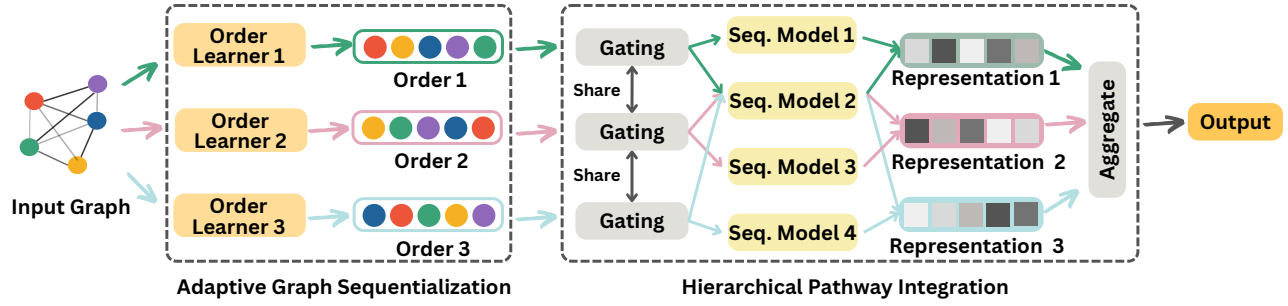 Input Graph
Order
Learner 1
Order 1
Order
Learner 2
Order 2
Order
Learner 3
Order 3
Adaptive Graph Sequentialization
Gating
Share
Gating
Share
Gating
Seq. Model 1
Seq. Model 2
Seq. Model 3
Seq. Model 4
Representation 1
Representation 2
Representation 3
Aggregate
Hierarchical Pathway Integration
Output